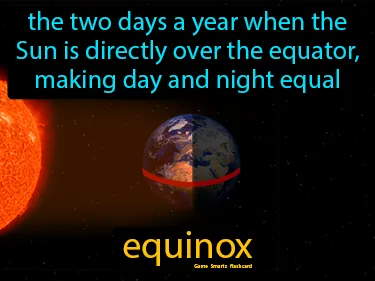 the two days a year when the
Sun is directly over the equator,
making day and night equal
equinox
Game Smartz flashcard